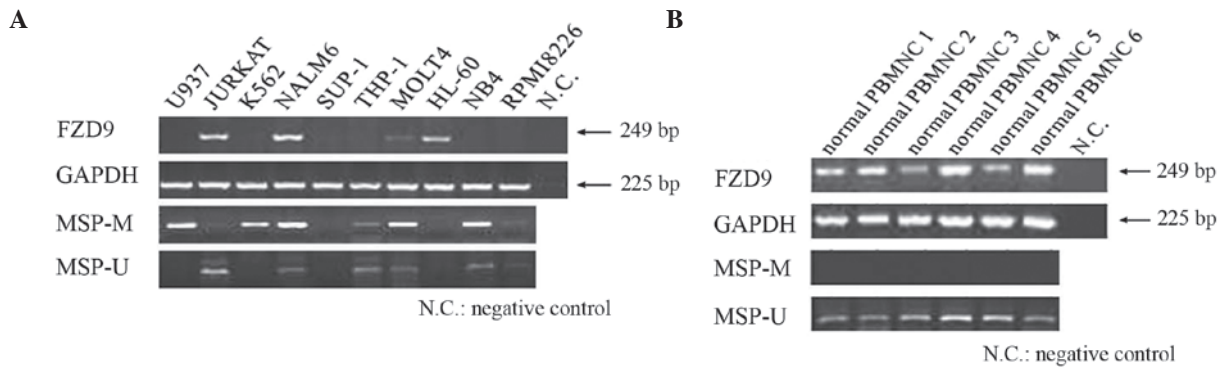 A
U937
JURKAT
K562
NALM6
SUP-1
THP-1
MOLT4
HL-60
NB4
RPMI8226
N.C.
FZD9
249 bp
GAPDH
225 bp
MSP-M
MSP-U
N.C.: negative control
B
normal PBMNC 1
normal PBMNC 2
normal PBMNC 3
normal PBMNC 4
normal PBMNC 5
normal PBMNC 6
N.C.
FZD9
249 bp
GAPDH
225 bp
MSP-M
MSP-U
N.C.: negative control